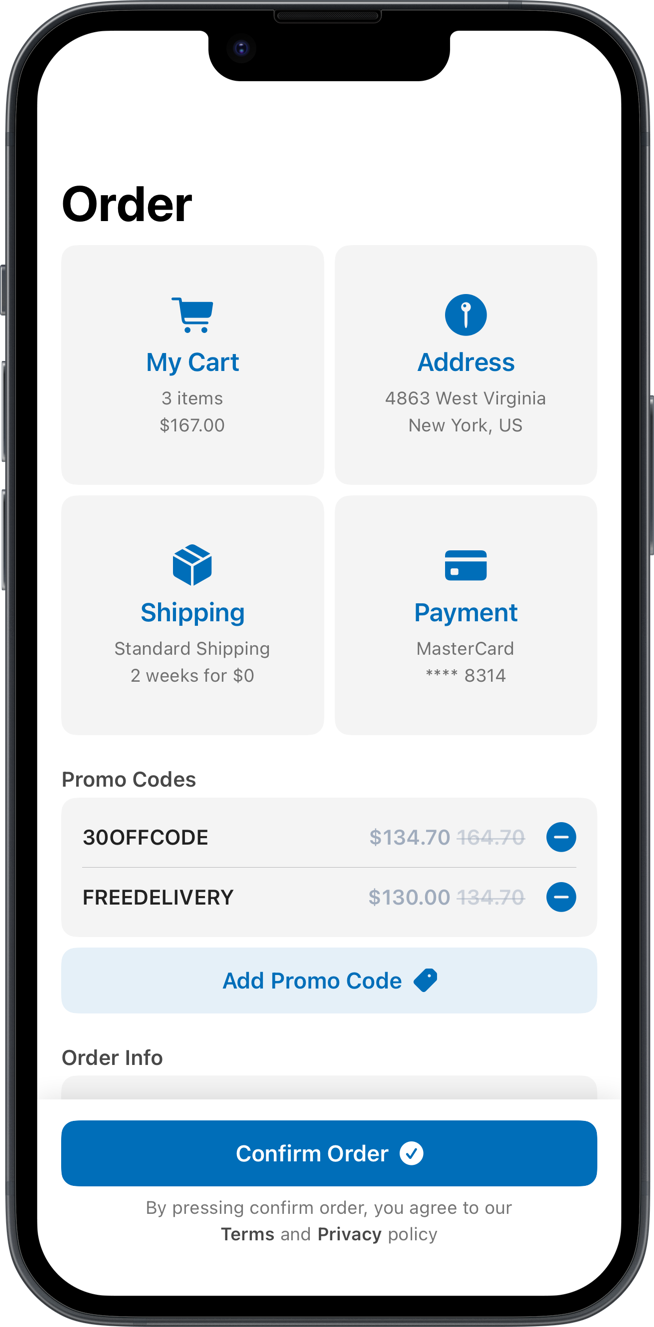 Order
My Cart
3 items
$167.00
Address
4863 West Virginia
New York, US
Shipping
Standard Shipping
2 weeks for $0
Payment
MasterCard
**** 8314
Promo Codes
30OFFCODE $134.70 164.70
FREEDELIVERY $130.00 134.70
Add Promo Code
Order Info
Confirm Order
By pressing confirm order, you agree to our
Terms and Privacy policy